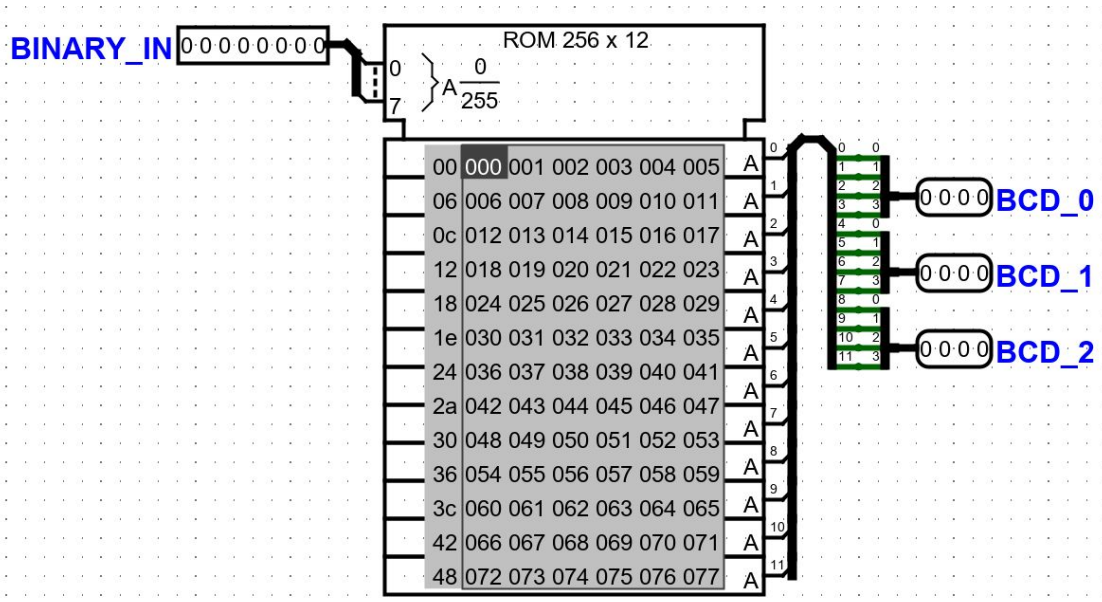 ROM 256 x 12
BINARY_IN 0 0 0 0 0 0 0 0
0
7
A
0
255
00 000 001 002 003 004 005 A
06 006 007 008 009 010 011 A
0c 012 013 014 015 016 017 A
12 018 019 020 021 022 023 A
18 024 025 026 027 028 029 A
1e 030 031 032 033 034 035 A
24 036 037 038 039 040 041 A
2a 042 043 044 045 046 047 A
30 048 049 050 051 052 053 A
36 054 055 056 057 058 059 A
3c 060 061 062 063 064 065 A
42 066 067 068 069 070 071 A
48 072 073 074 075 076 077 A
0
1
2
3
4
5
6
7
8
9
10
11
0 0
1 1
2 2
3 3
4 0
5 1
6 2
7 3
8 0
9 1
10 2
11 3
0 0 0 0 BCD_0
0 0 0 0 BCD_1
0 0 0 0 BCD_2